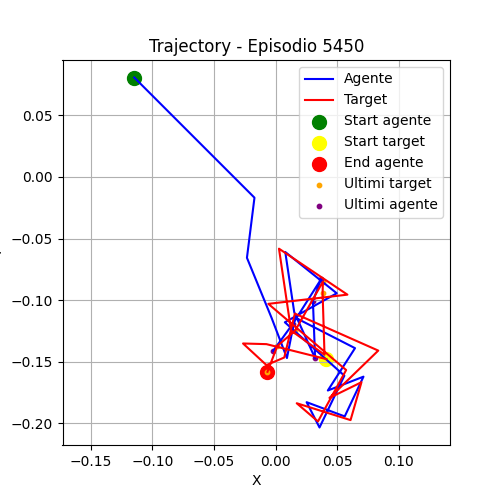 Trajectory - Episodio 5450
Agente
Target
Start agente
Start target
End agente
Ultimi target
Ultimi agente
0.05
0.00
−0.05
−0.10
−0.15
−0.20
−0.15
−0.10
−0.05
0.00
0.05
0.10
X